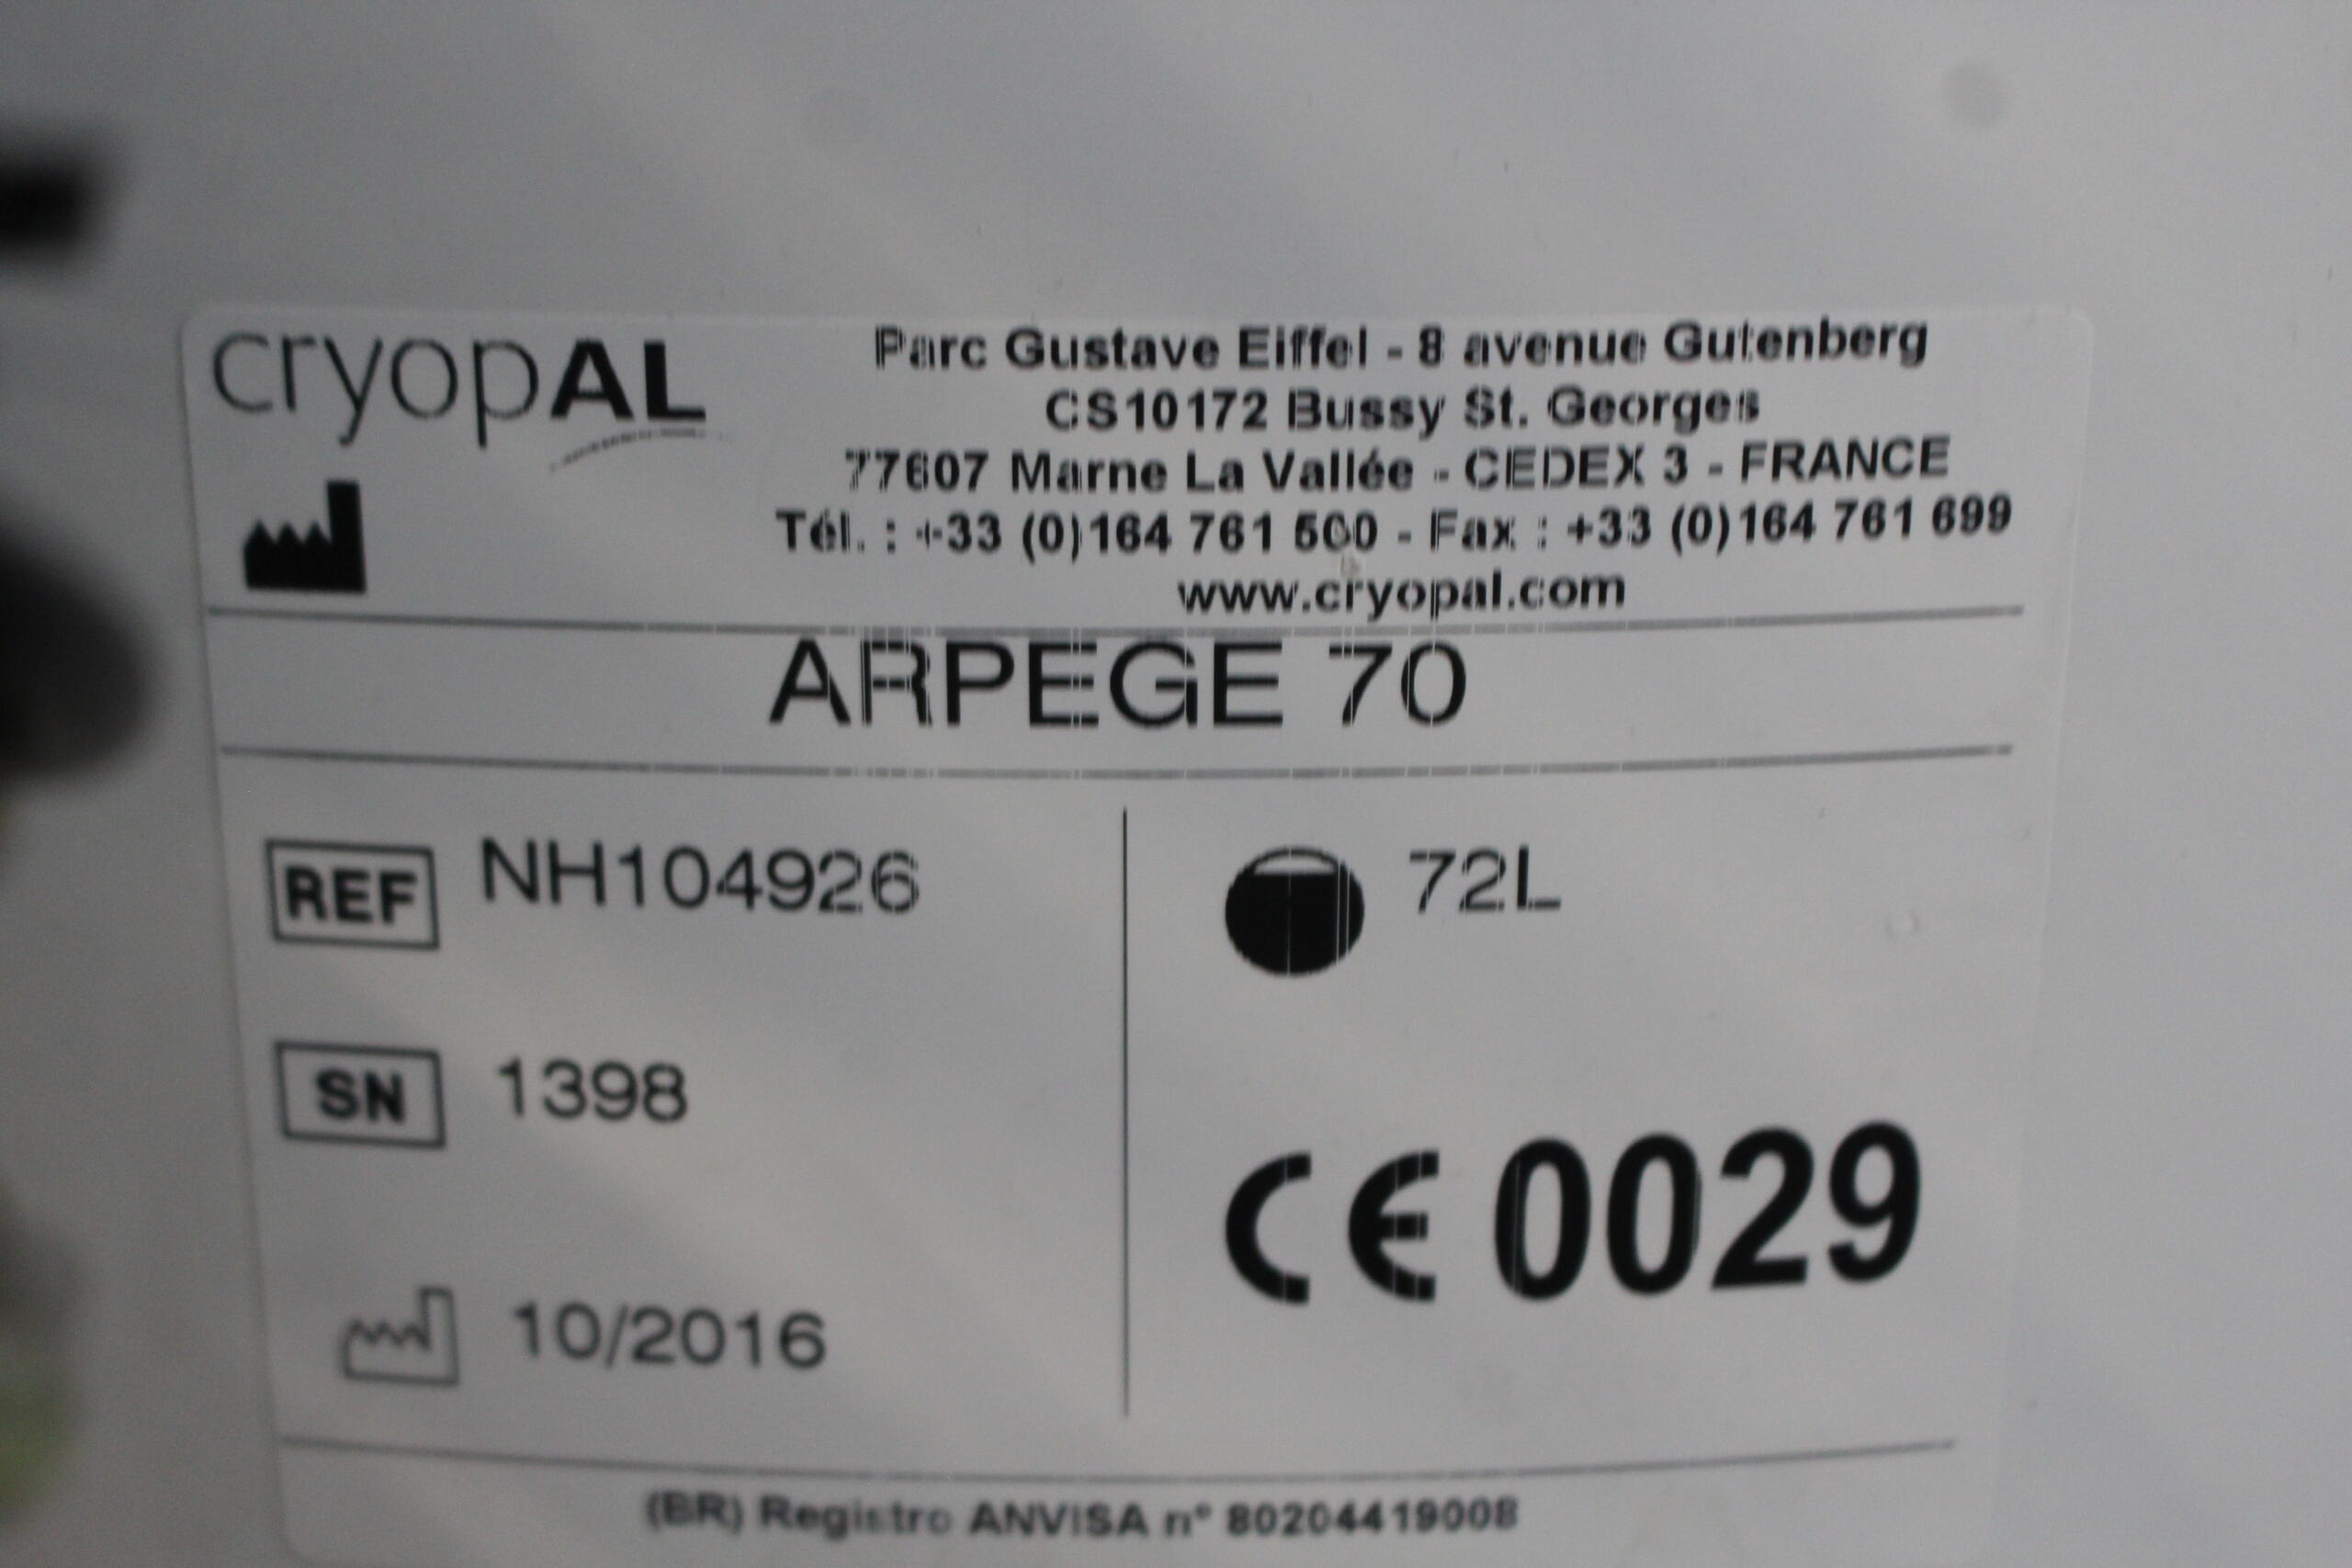 cryopAL
Parc Gustave Eiffel - 8 avenue Gutenberg
CS10172 Bussy St. Georges
77607 Marne La Vallée - CEDEX 3 - FRANCE
Tél. : +33 (0)164 761 500 - Fax : +33 (0)164 761 699
www.cryopal.com
ARPEGE 70
REF NH104926
72L
SN 1398
CE 0029
10/2016
(BR) Registro ANVISA n° 80204419008